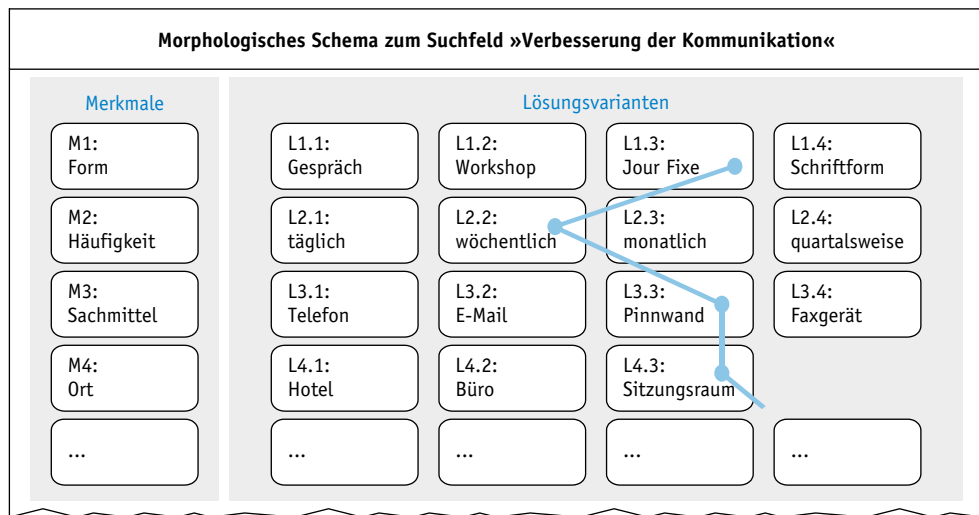 Morphologisches Schema zum Suchfeld »Verbesserung der Kommunikation«
Merkmale
Lösungsvarianten
M1:
Form
L1.1:
Gespräch
L1.2:
Workshop
L1.3:
Jour Fixe
L1.4:
Schriftform
M2:
Häufigkeit
L2.1:
täglich
L2.2:
wöchentlich
L2.3:
monatlich
L2.4:
quartalsweise
M3:
Sachmittel
L3.1:
Telefon
L3.2:
E-Mail
L3.3:
Pinnwand
L3.4:
Faxgerät
M4:
Ort
L4.1:
Hotel
L4.2:
Büro
L4.3:
Sitzungsraum
...
...
...
...
...